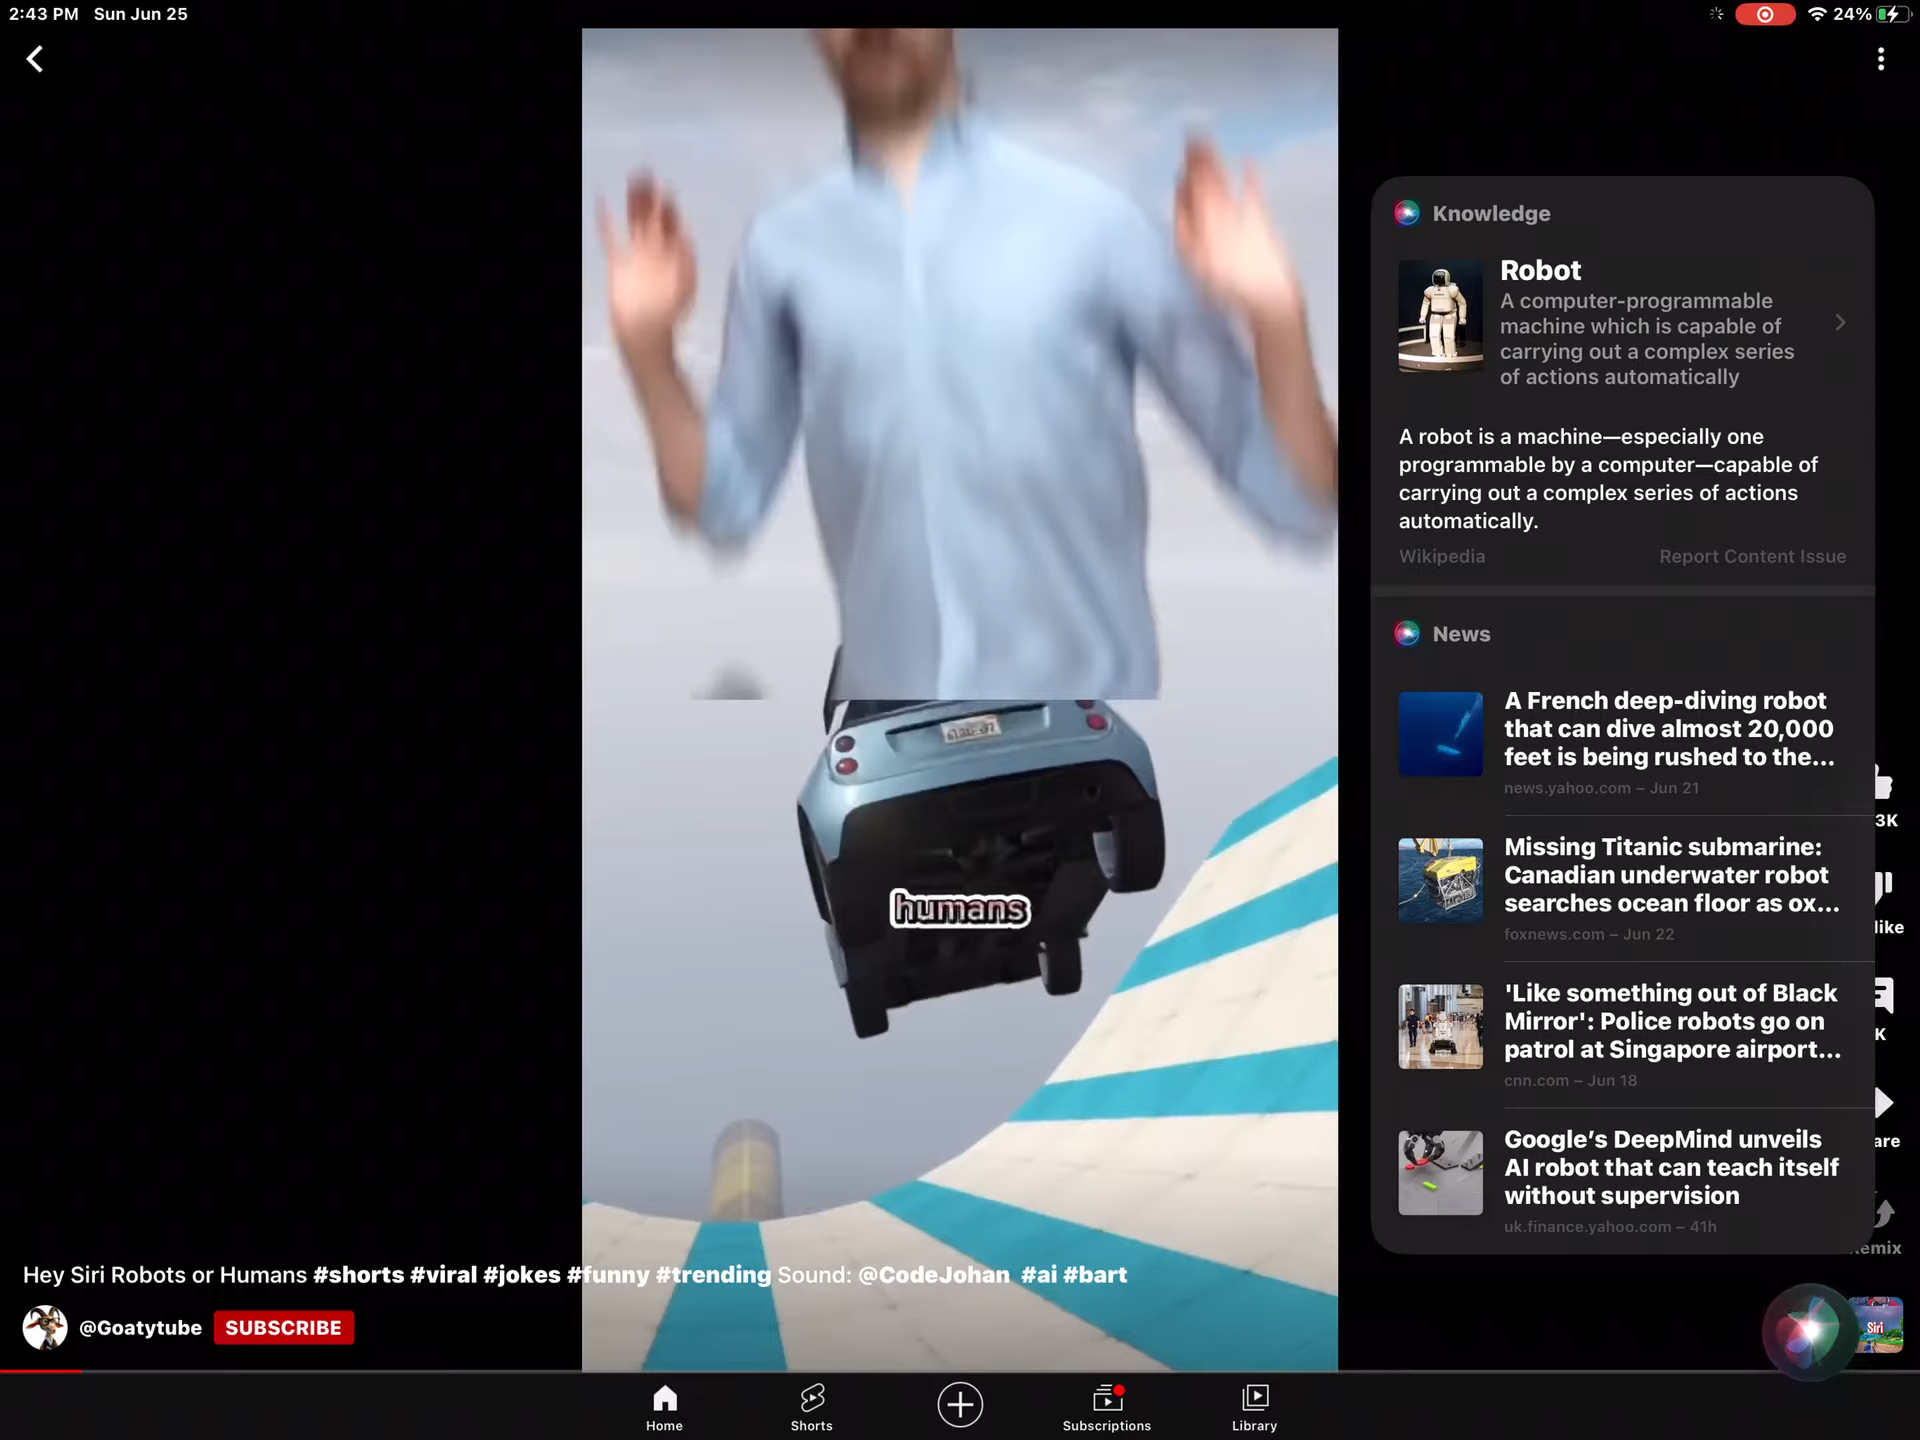 2:43 PM Sun Jun 25
24%
Knowledge
Robot
A computer-programmable
machine which is capable of
carrying out a complex series
of actions automatically
A robot is a machine—especially one
programmable by a computer—capable of
carrying out a complex series of actions
automatically.
Wikipedia Report Content Issue
News
A French deep-diving robot
that can dive almost 20,000
feet is being rushed to the...
news.yahoo.com – Jun 21
Missing Titanic submarine:
Canadian underwater robot
searches ocean floor as ox...
foxnews.com – Jun 22
'Like something out of Black
Mirror': Police robots go on
patrol at Singapore airport...
cnn.com – Jun 18
Google’s DeepMind unveils
AI robot that can teach itself
without supervision
uk.finance.yahoo.com – 41h
3K
like
K
are
emix
humans
Hey Siri Robots or Humans #shorts #viral #jokes #funny #trending Sound: @CodeJohan #ai #bart
@Goatytube SUBSCRIBE
Siri
Home Shorts Subscriptions Library